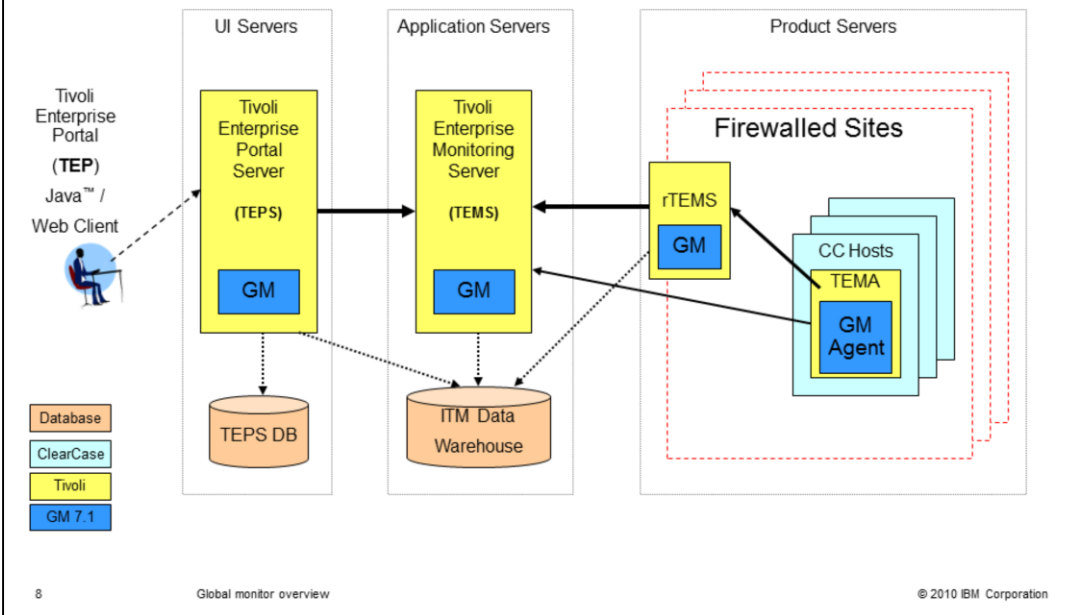 UI Servers
Application Servers
Product Servers
Tivoli
Enterprise
Portal
(TEP)
Java™ /
Web Client
Tivoli
Enterprise
Portal
Server
(TEPS)
GM
Tivoli
Enterprise
Monitoring
Server
(TEMS)
GM
Firewalled Sites
rTEMS
GM
CC Hosts
TEMA
GM
Agent
TEPS DB
ITM Data
Warehouse
Database
ClearCase
Tivoli
GM 7.1
8
Global monitor overview
© 2010 IBM Corporation